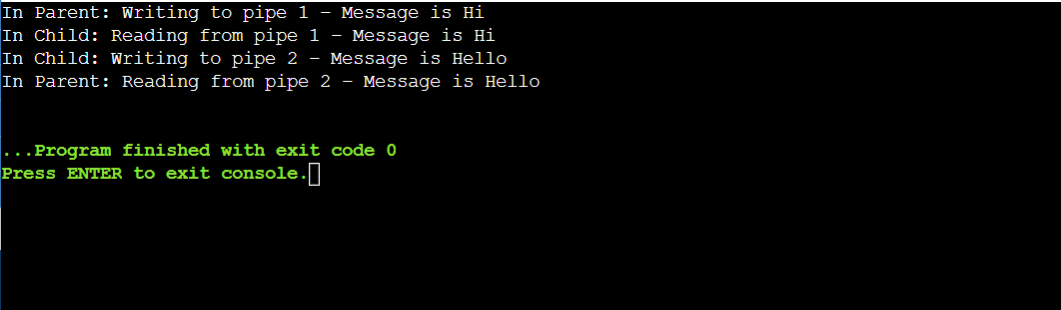 In Parent: Writing to pipe 1 – Message is Hi
In Child: Reading from pipe 1 – Message is Hi
In Child: Writing to pipe 2 – Message is Hello
In Parent: Reading from pipe 2 – Message is Hello
...Program finished with exit code 0
Press ENTER to exit console.